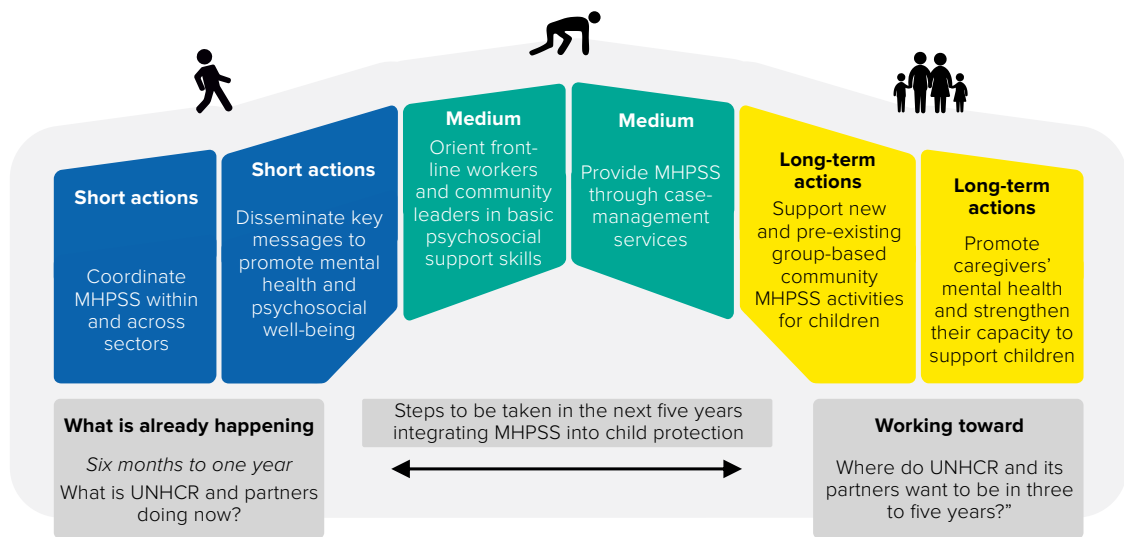 Short actions
Coordinate
MHPSS within
and across
sectors
Short actions
Disseminate key
messages to
promote mental
health and
psychosocial
well-being
Medium
Orient front-
line workers
and community
leaders in basic
psychosocial
support skills
Medium
Provide MHPSS
through case-
management
services
Long-term
actions
Support new
and pre-existing
group-based
community
MHPSS activities
for children
Long-term
actions
Promote
caregivers’
mental health
and strengthen
their capacity to
support children
What is already happening
Six months to one year
What is UNHCR and partners
doing now?
Steps to be taken in the next five years
integrating MHPSS into child protection
Working toward
Where do UNHCR and its
partners want to be in three
to five years?”